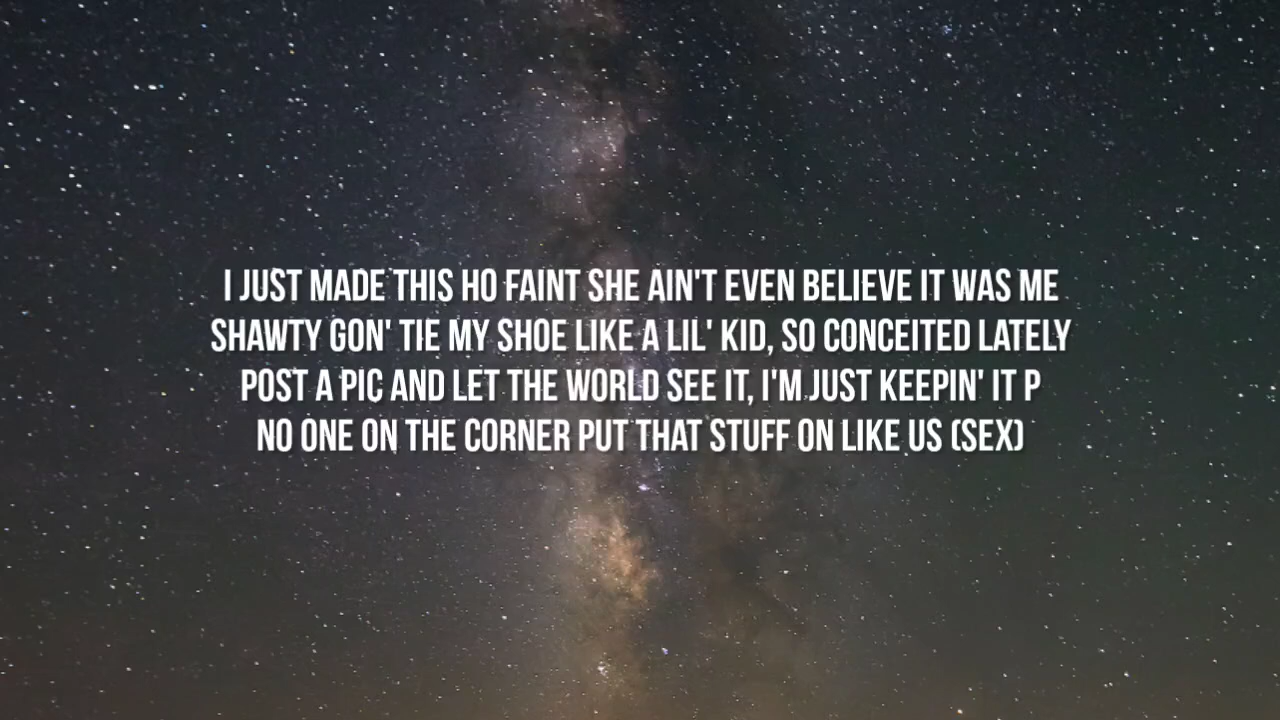 I JUST MADE THIS HO FAINT SHE AIN'T EVEN BELIEVE IT WAS ME
SHAWTY GON' TIE MY SHOE LIKE A LIL' KID, SO CONCEITED LATELY
POST A PIC AND LET THE WORLD SEE IT, I'M JUST KEEPIN' IT P
NO ONE ON THE CORNER PUT THAT STUFF ON LIKE US (SEX)